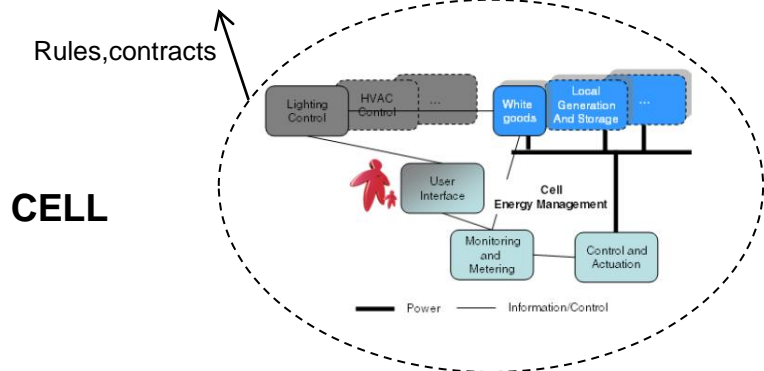 Rules,contracts
CELL
Lighting
Control
HVAC
Control
...
White
goods
Local
Generation
And Storage
...
User
Interface
Cell
Energy Management
Monitoring
and
Metering
Control and
Actuation
Power
Information/Control